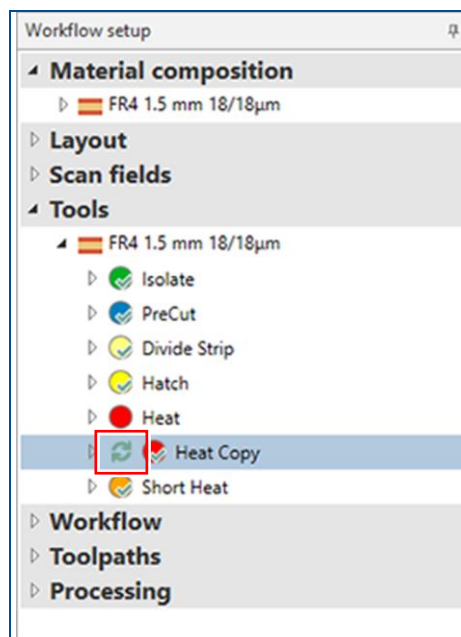 Workflow setup
Material composition
FR4 1.5 mm 18/18µm
Layout
Scan fields
Tools
FR4 1.5 mm 18/18µm
Isolate
PreCut
Divide Strip
Hatch
Heat
Heat Copy
Short Heat
Workflow
Toolpaths
Processing